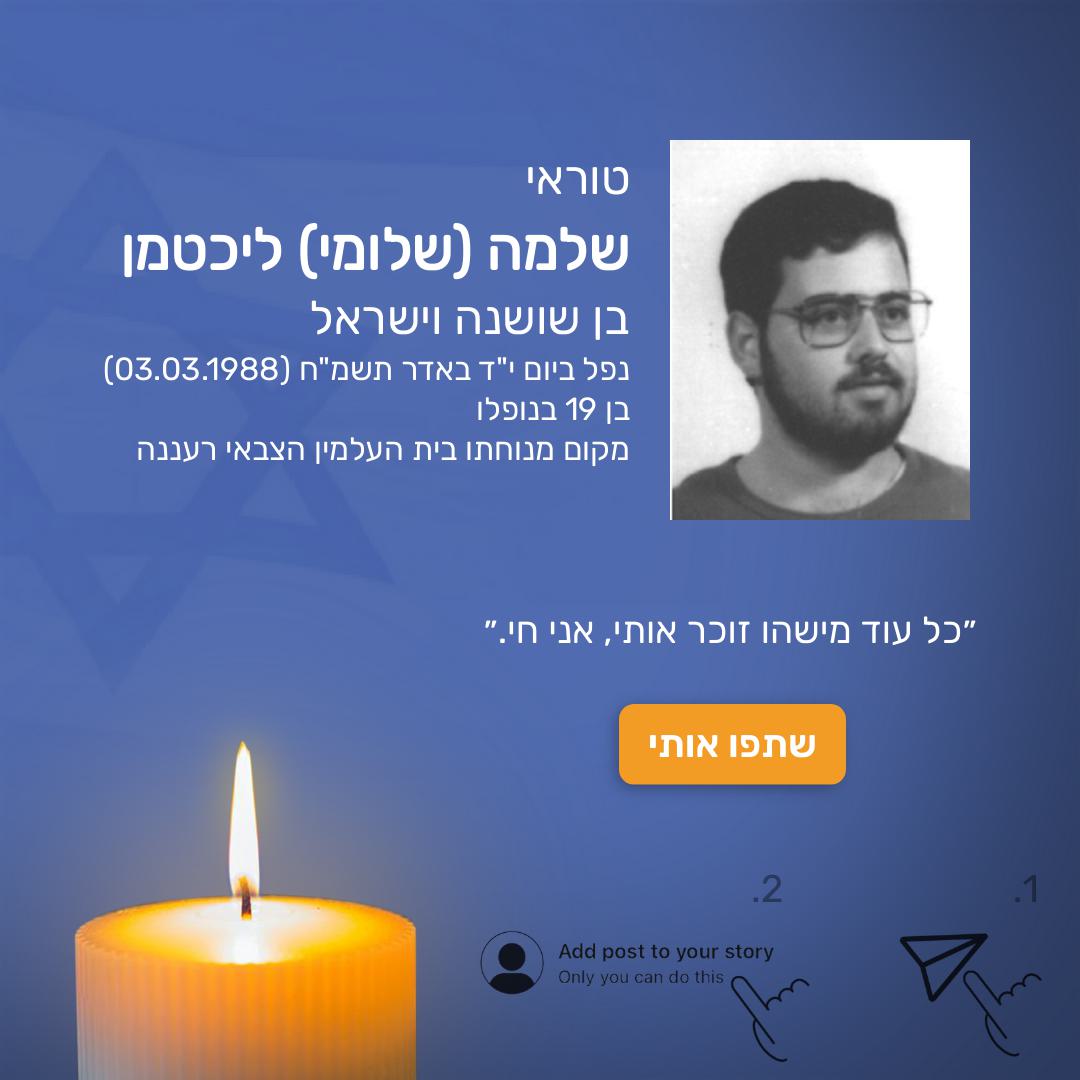 טוראי
שלמה (שלומי) ליכטמן
בן שושנה וישראל
נפל ביום י"ד באדר תשמ"ח (03.03.1988)
בן 19 בנופלו
מקום מנוחתו בית העלמין הצבאי רעננה
״כל עוד מישהו זוכר אותי, אני חי.״
שתפו אותי
.1
.2
Add post to your story
Only you can do this